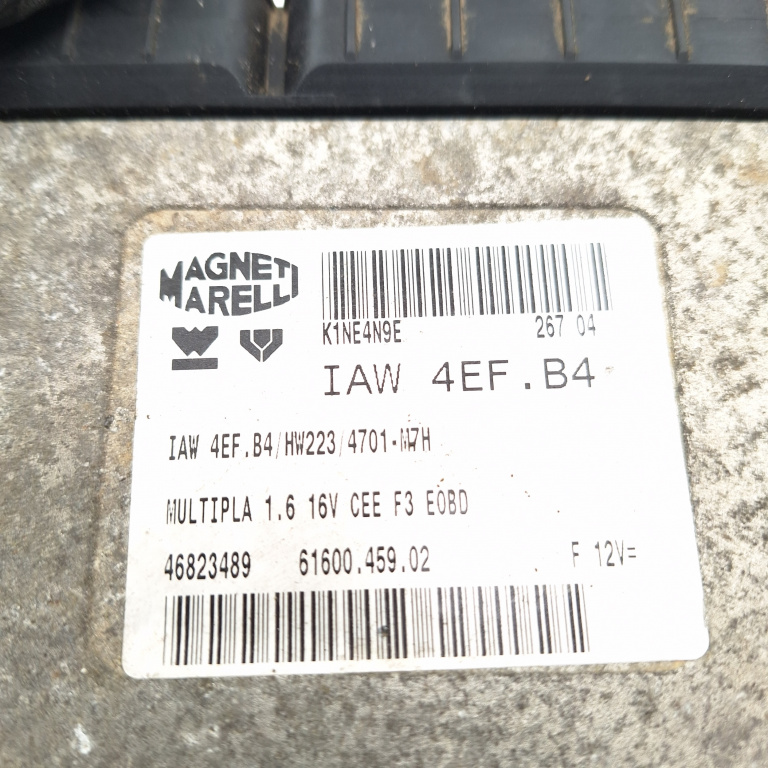 MAGNETI
MARELLI
K1NE4N9E 267 04
IAW 4EF.B4
IAW 4EF.B4/HW223/4701-M7H
MULTIPLA 1.6 16V CEE F3 EOBD
46823489 61600.459.02 F 12V=